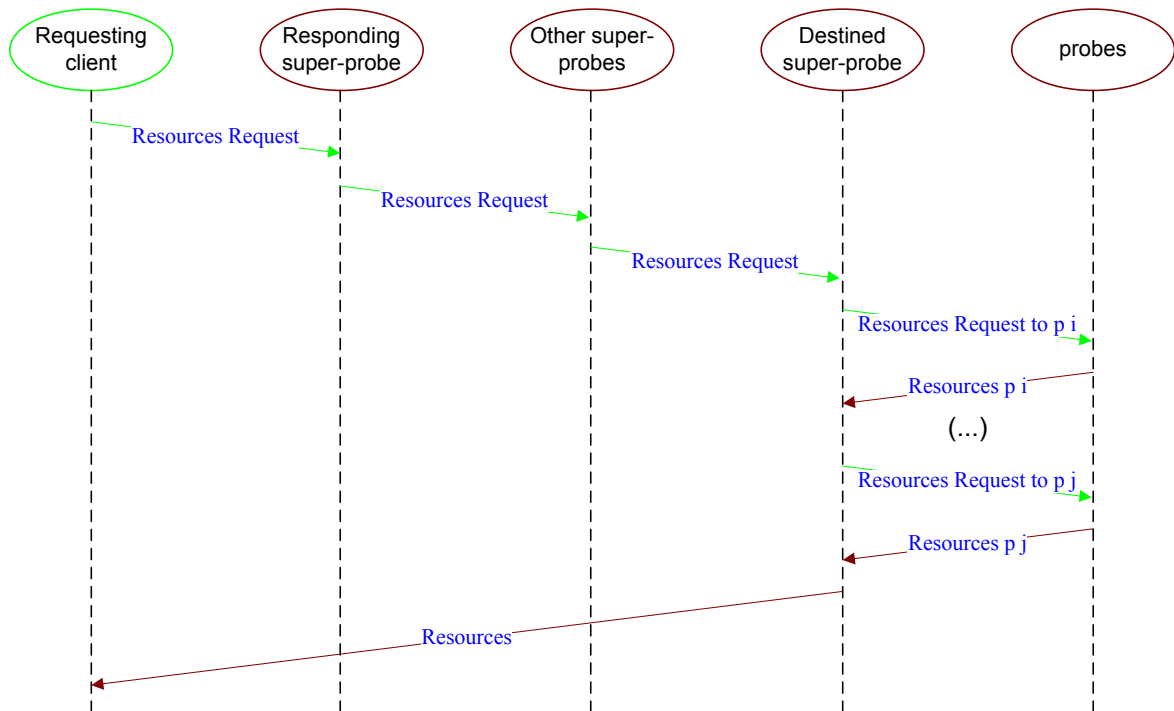 Requesting
client
Responding
super-probe
Other super-
probes
Destined
super-probe
probes
Resources Request
Resources Request
Resources Request
Resources Request to p i
Resources p i
(...)
Resources Request to p j
Resources p j
Resources